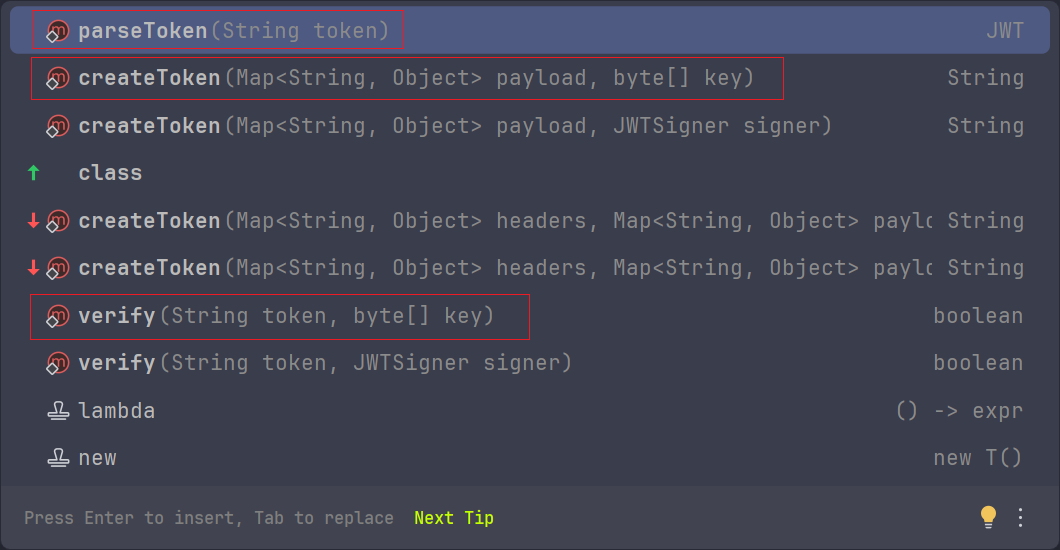 parseToken(String token) JWT
createToken(Map<String, Object> payload, byte[] key) String
createToken(Map<String, Object> payload, JWTSigner signer) String
class
createToken(Map<String, Object> headers, Map<String, Object> paylo String
createToken(Map<String, Object> headers, Map<String, Object> paylo String
verify(String token, byte[] key) boolean
verify(String token, JWTSigner signer) boolean
lambda () -> expr
new new T()
Press Enter to insert, Tab to replace Next Tip